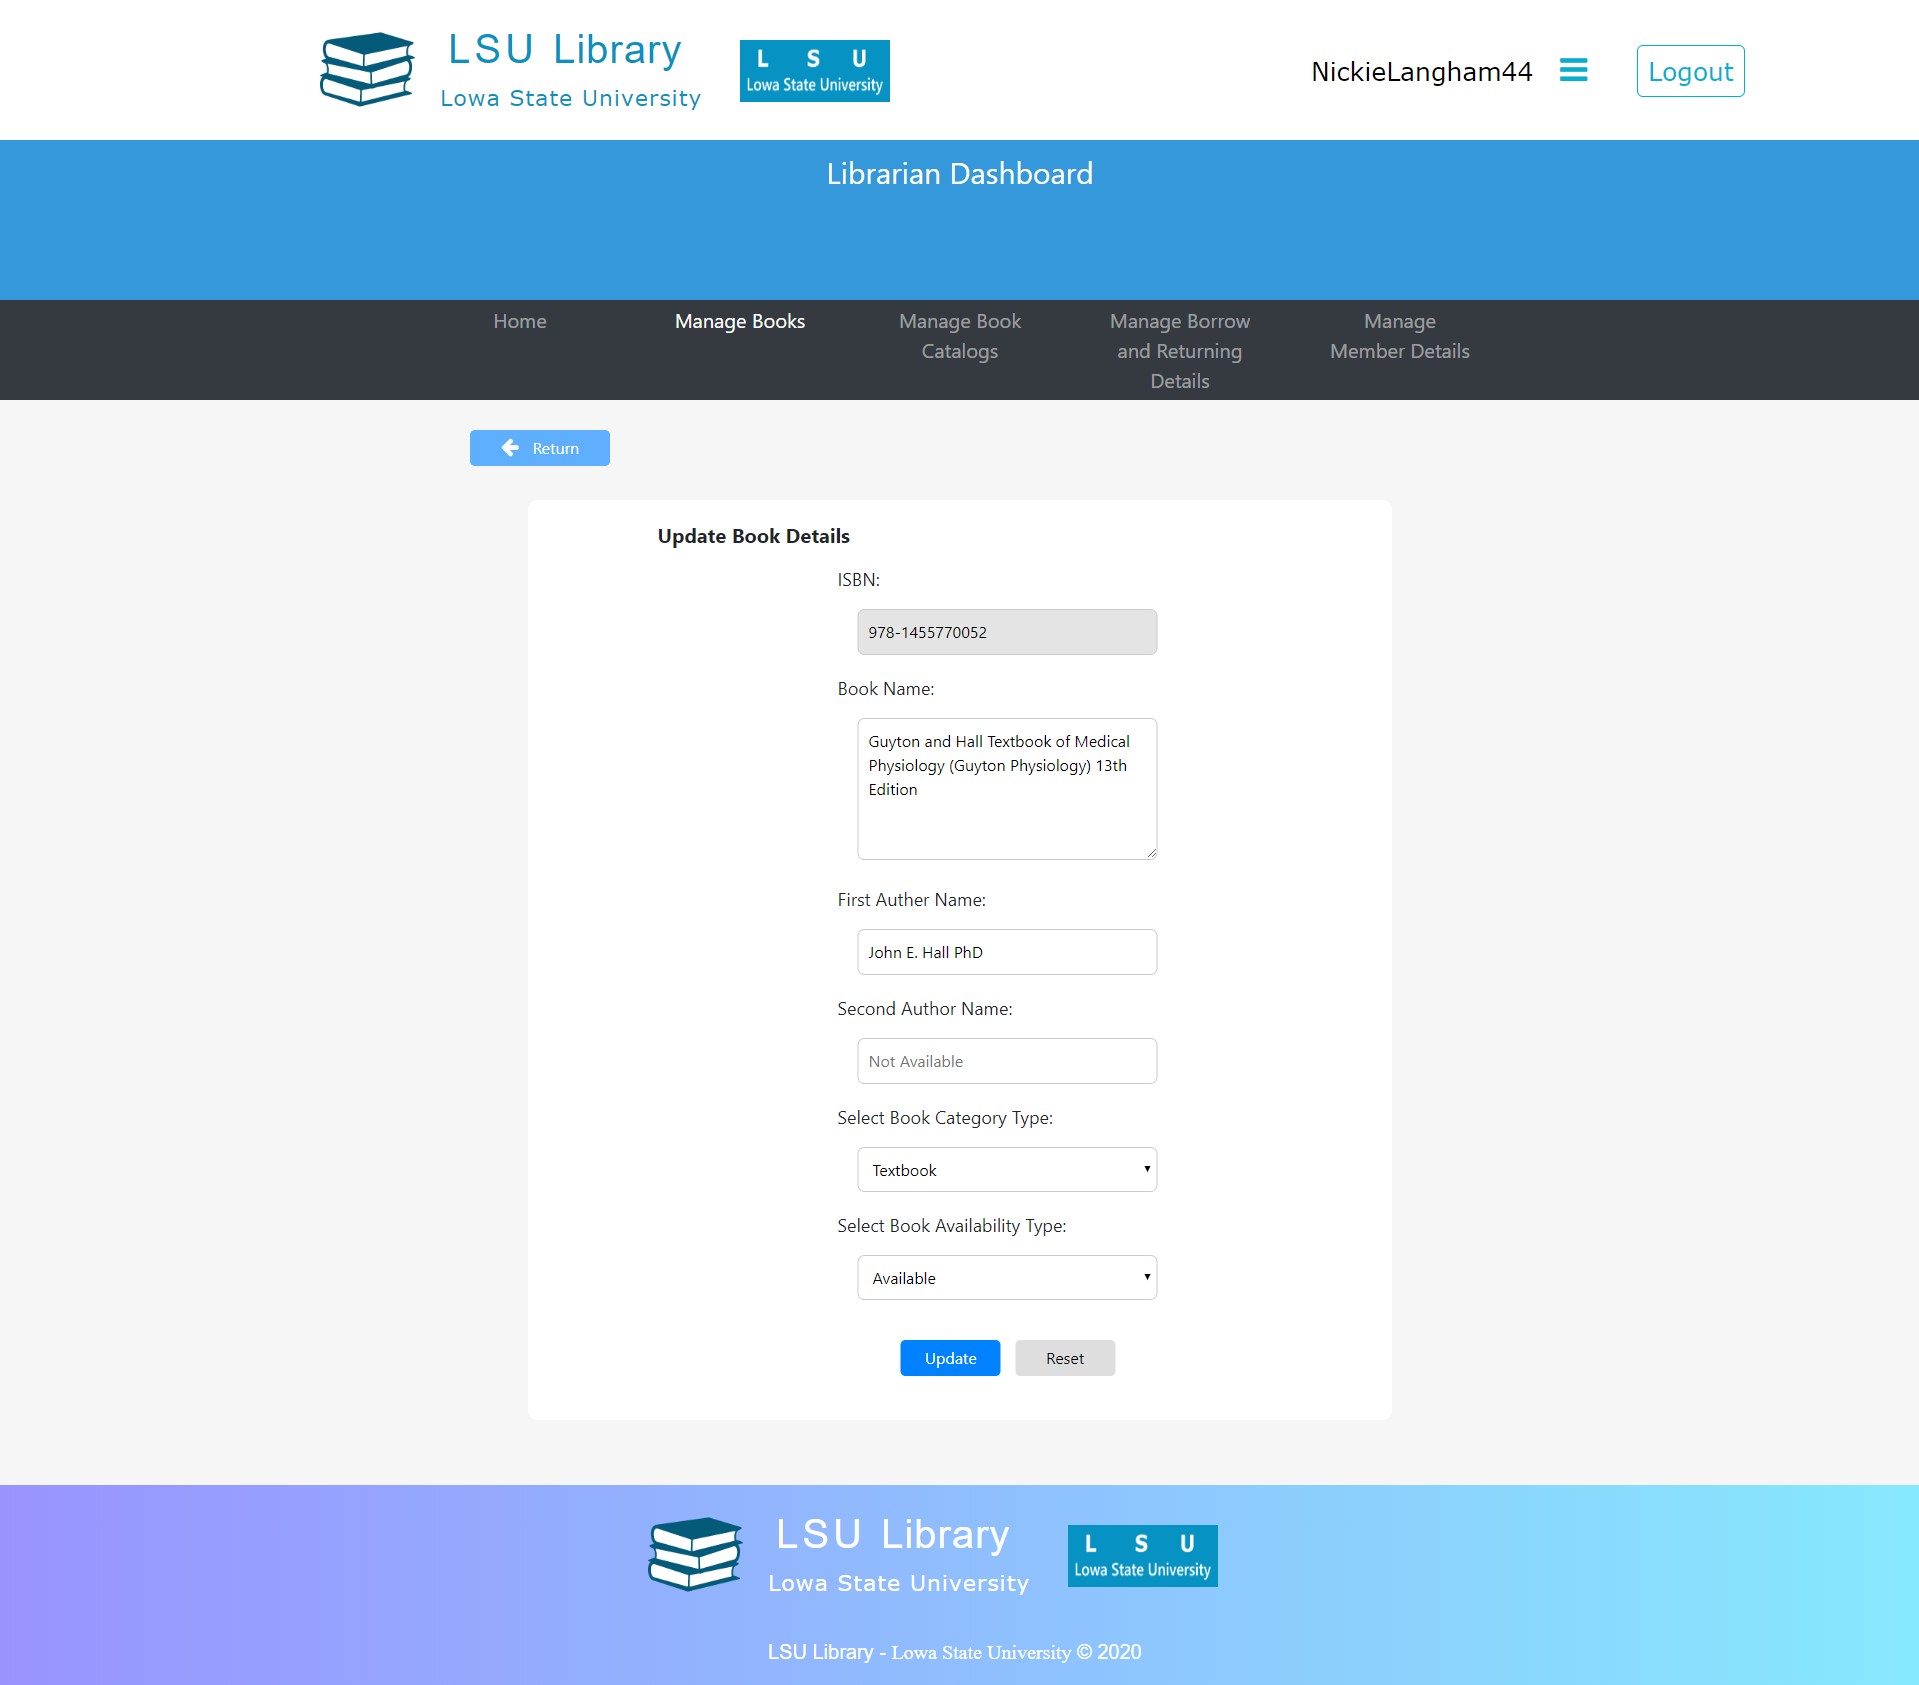 LSU Library
Lowa State University
L S U
Lowa State University
NickieLangham44
Logout
Librarian Dashboard
Home
Manage Books
Manage Book
Catalogs
Manage Borrow
and Returning
Details
Manage
Member Details
Return
Update Book Details
ISBN:
978-1455770052
Book Name:
Guyton and Hall Textbook of Medical
Physiology (Guyton Physiology) 13th
Edition
First Auther Name:
John E. Hall PhD
Second Author Name:
Not Available
Select Book Category Type:
Textbook
Select Book Availability Type:
Available
Update
Reset
LSU Library
Lowa State University
L S U
Lowa State University
LSU Library - Lowa State University © 2020